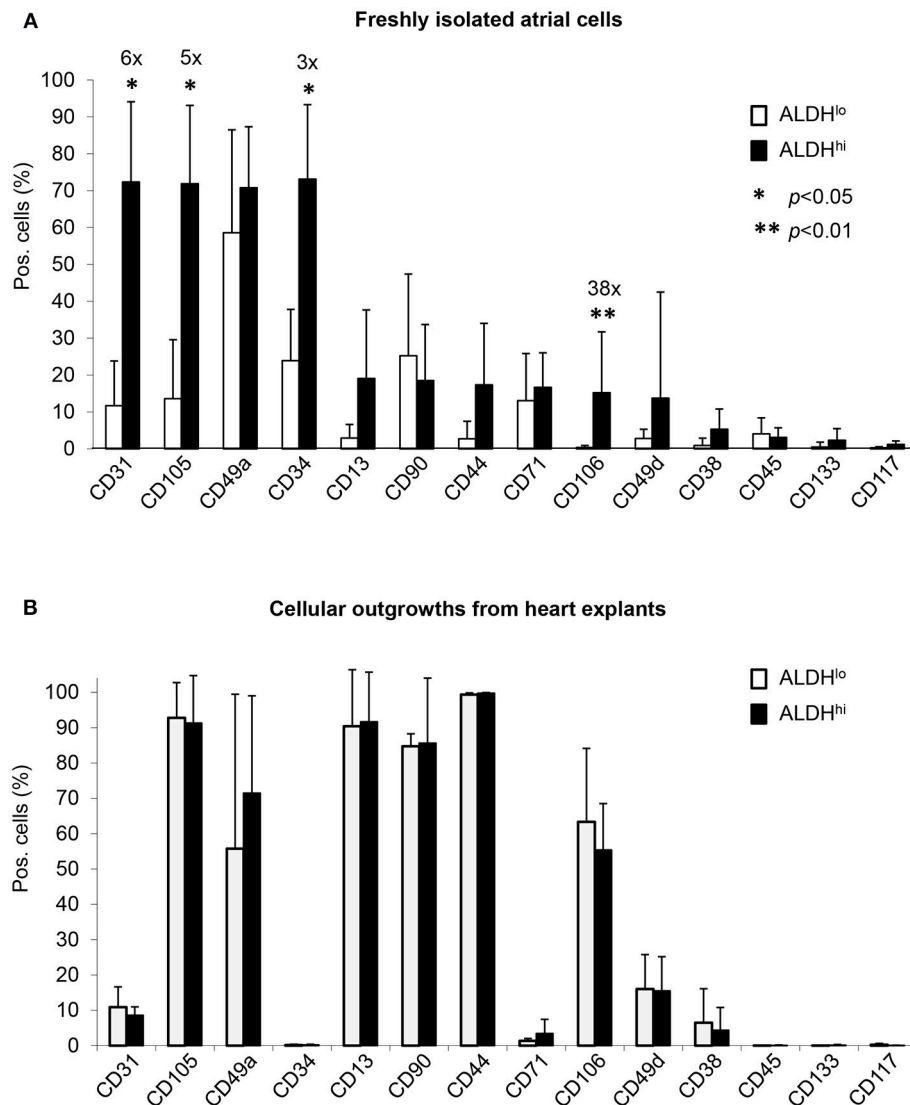 A
Freshly isolated atrial cells
6x
5x
3x
*
*
*
100
90
80
70
60
50
40
30
20
10
0
Pos. cells (%)
ALDHlo
ALDHhi
* p<0.05
** p<0.01
38x
**
CD31
CD105
CD49a
CD34
CD13
CD90
CD44
CD71
CD106
CD49d
CD38
CD45
CD133
CD117
B
Cellular outgrowths from heart explants
100
90
80
70
60
50
40
30
20
10
0
Pos. cells (%)
ALDHlo
ALDHhi
CD31
CD105
CD49a
CD34
CD13
CD90
CD44
CD71
CD106
CD49d
CD38
CD45
CD133
CD117